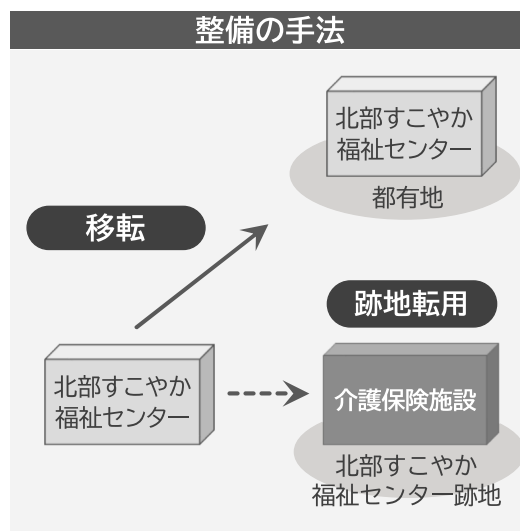 整備の手法
北部すこやか
福祉センター
都有地
移転
跡地転用
北部すこやか
福祉センター
介護保険施設
北部すこやか
福祉センター跡地